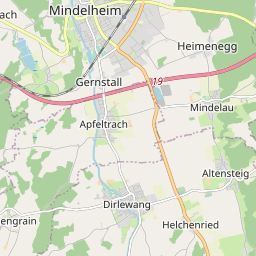 Mindelheim
ach
Heimenegg
Gernstall
19
Mindelau
Apfeltrach
Altensteig
Dirlewang
engrain
Helchenried